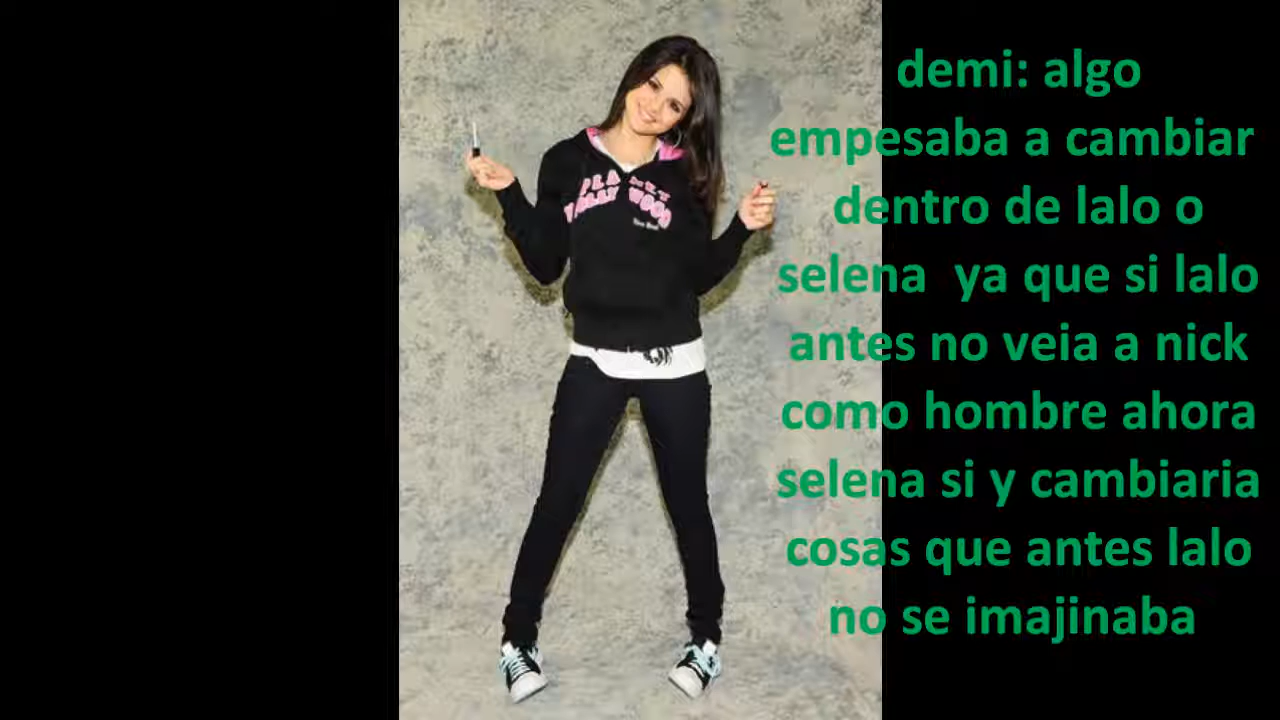 demi: algo
empesaba a cambiar
dentro de lalo o
selena  ya que si lalo
antes no veia a nick
como hombre ahora
selena si y cambiaria
cosas que antes lalo
no se imajinaba